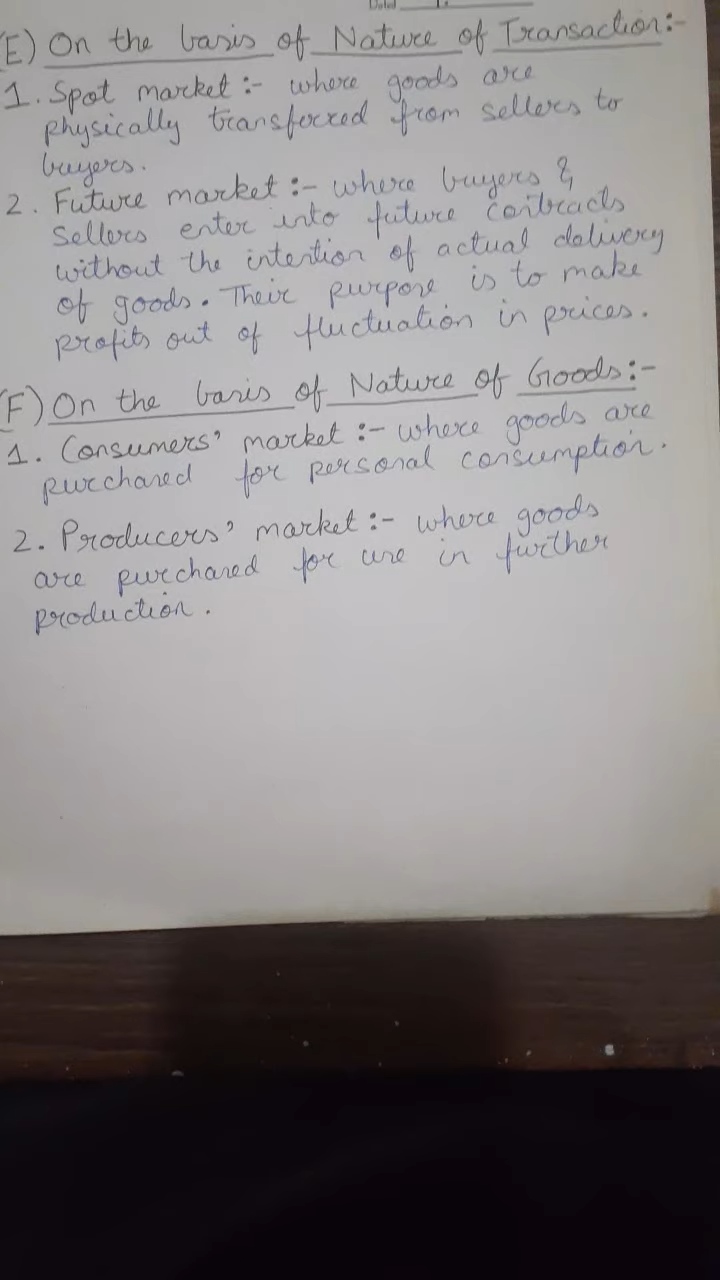 (E) On the basis of Nature of Transaction:-
1. Spot market :- where goods are
physically transferred from sellers to
buyers.
2. Future market :- where buyers &
sellers enter into future contracts
without the intention of actual delivery
of goods. Their purpose is to make
profits out of fluctuation in prices.
(F) On the basis of Nature of Goods:-
1. Consumers' market :- where goods are
purchased for personal consumption.
2. Producers' market :- where goods
are purchased for use in further
production.